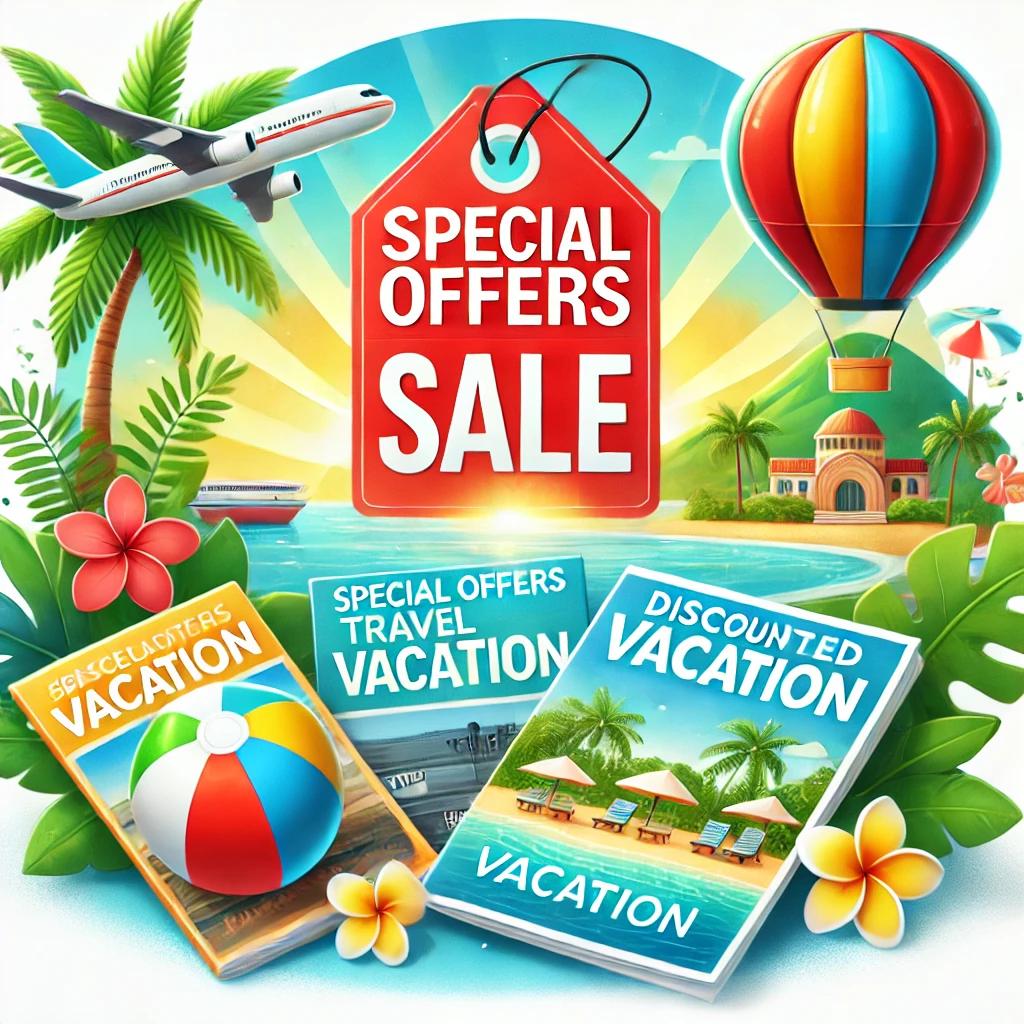 SPECIAL
OFFERS
SALE
VACATION
SPECIAL OFFERS
TRAVEL
VACATION
DISCOUNTED
VACATION
VACATION